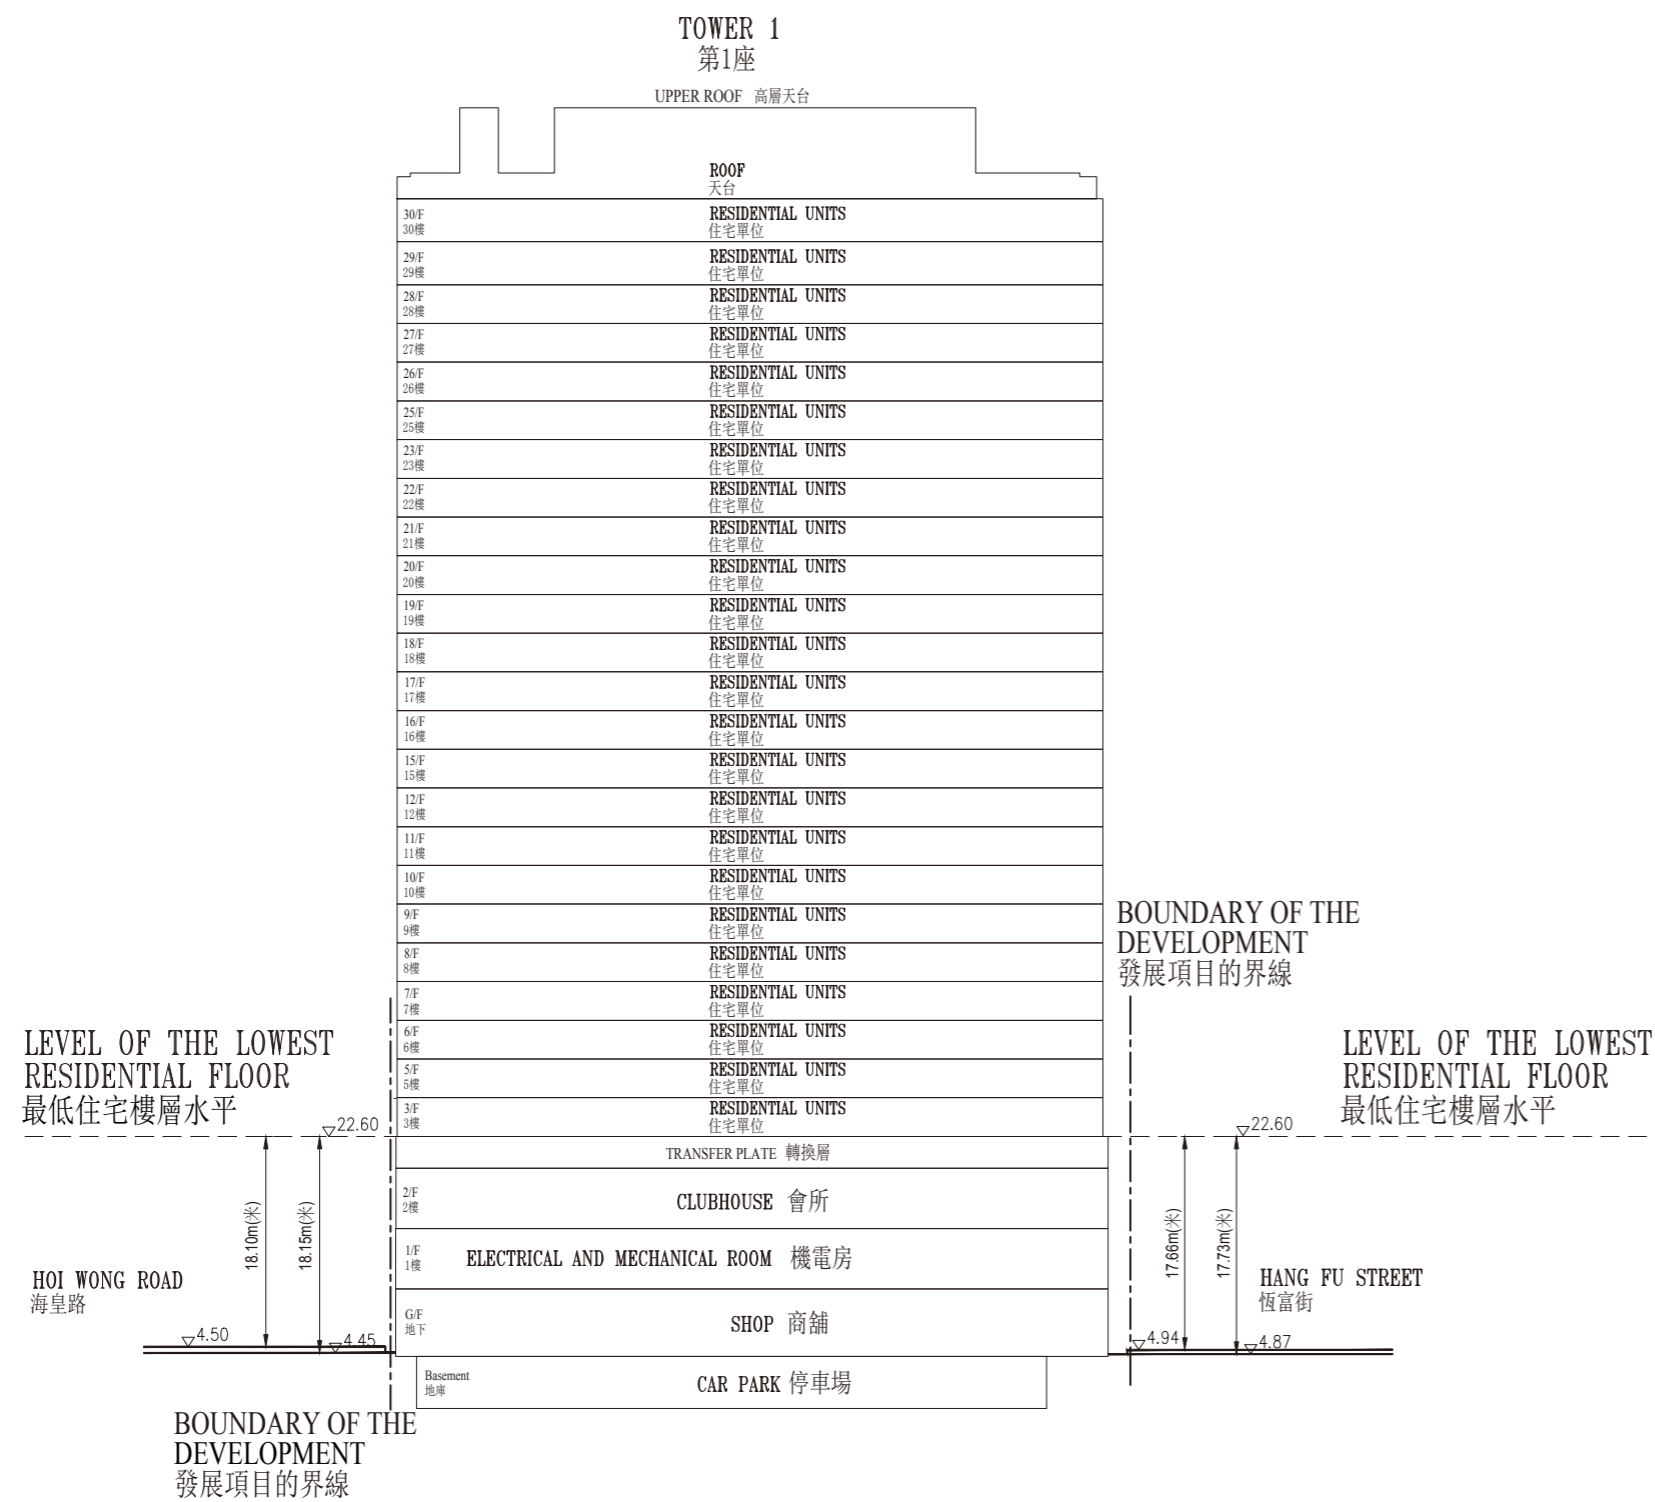 TOWER 1
第1座
UPPER ROOF 高層天台
ROOF
天台
30/F RESIDENTIAL UNITS
30樓 住宅單位
29/F RESIDENTIAL UNITS
29樓 住宅單位
28/F RESIDENTIAL UNITS
28樓 住宅單位
27/F RESIDENTIAL UNITS
27樓 住宅單位
26/F RESIDENTIAL UNITS
26樓 住宅單位
25/F RESIDENTIAL UNITS
25樓 住宅單位
23/F RESIDENTIAL UNITS
23樓 住宅單位
22/F RESIDENTIAL UNITS
22樓 住宅單位
21/F RESIDENTIAL UNITS
21樓 住宅單位
20/F RESIDENTIAL UNITS
20樓 住宅單位
19/F RESIDENTIAL UNITS
19樓 住宅單位
18/F RESIDENTIAL UNITS
18樓 住宅單位
17/F RESIDENTIAL UNITS
17樓 住宅單位
16/F RESIDENTIAL UNITS
16樓 住宅單位
15/F RESIDENTIAL UNITS
15樓 住宅單位
12/F RESIDENTIAL UNITS
12樓 住宅單位
11/F RESIDENTIAL UNITS
11樓 住宅單位
10/F RESIDENTIAL UNITS
10樓 住宅單位
9/F RESIDENTIAL UNITS
9樓 住宅單位
8/F RESIDENTIAL UNITS
8樓 住宅單位
7/F RESIDENTIAL UNITS
7樓 住宅單位
6/F RESIDENTIAL UNITS
6樓 住宅單位
5/F RESIDENTIAL UNITS
5樓 住宅單位
3/F RESIDENTIAL UNITS
3樓 住宅單位
BOUNDARY OF THE
DEVELOPMENT
發展項目的界線
LEVEL OF THE LOWEST
RESIDENTIAL FLOOR
最低住宅樓層水平
22.60
LEVEL OF THE LOWEST
RESIDENTIAL FLOOR
最低住宅樓層水平
22.60
TRANSFER PLATE 轉換層
2/F
2樓
CLUBHOUSE 會所
1/F
1樓
ELECTRICAL AND MECHANICAL ROOM 機電房
G/F
地下
SHOP 商舖
Basement
地庫
CAR PARK 停車場
18.10m(米)
18.15m(米)
17.66m(米)
17.73m(米)
HOI WONG ROAD
海皇路
HANG FU STREET
恆富街
4.50
4.45
4.94
4.87
BOUNDARY OF THE
DEVELOPMENT
發展項目的界線